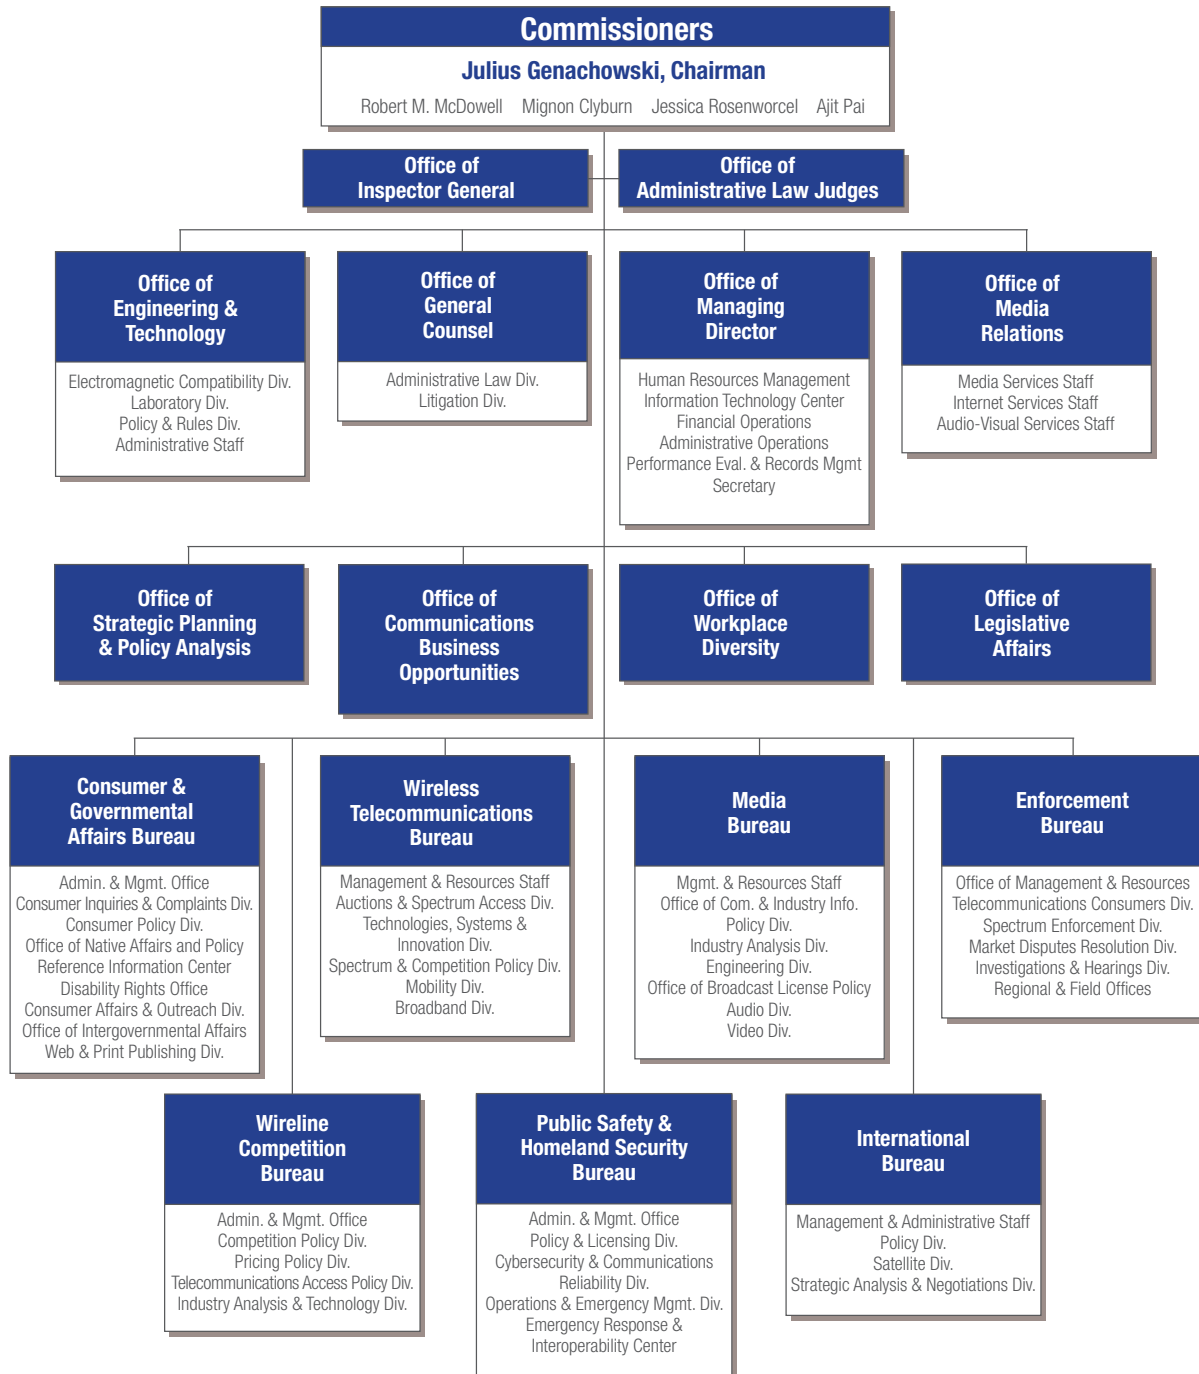 Commissioners
Julius Genachowski, Chairman
Robert M. McDowell Mignon Clyburn Jessica Rosenworcel Ajit Pai
Office of
Inspector General
Office of
Administrative Law Judges
Office of
Engineering &
Technology
Electromagnetic Compatibility Div.
Laboratory Div.
Policy & Rules Div.
Administrative Staff
Office of
General
Counsel
Administrative Law Div.
Litigation Div.
Office of
Managing
Director
Human Resources Management
Information Technology Center
Financial Operations
Administrative Operations
Performance Eval. & Records Mgmt
Secretary
Office of
Media
Relations
Media Services Staff
Internet Services Staff
Audio-Visual Services Staff
Office of
Strategic Planning
& Policy Analysis
Office of
Communications
Business
Opportunities
Office of
Workplace
Diversity
Office of
Legislative
Affairs
Consumer &
Governmental
Affairs Bureau
Admin. & Mgmt. Office
Consumer Inquiries & Complaints Div.
Consumer Policy Div.
Office of Native Affairs and Policy
Reference Information Center
Disability Rights Office
Consumer Affairs & Outreach Div.
Office of Intergovernmental Affairs
Web & Print Publishing Div.
Wireless
Telecommunications
Bureau
Management & Resources Staff
Auctions & Spectrum Access Div.
Technologies, Systems &
Innovation Div.
Spectrum & Competition Policy Div.
Mobility Div.
Broadband Div.
Media
Bureau
Mgmt. & Resources Staff
Office of Com. & Industry Info.
Policy Div.
Industry Analysis Div.
Engineering Div.
Office of Broadcast License Policy
Audio Div.
Video Div.
Enforcement
Bureau
Office of Management & Resources
Telecommunications Consumers Div.
Spectrum Enforcement Div.
Market Disputes Resolution Div.
Investigations & Hearings Div.
Regional & Field Offices
Wireline
Competition
Bureau
Admin. & Mgmt. Office
Competition Policy Div.
Pricing Policy Div.
Telecommunications Access Policy Div.
Industry Analysis & Technology Div.
Public Safety &
Homeland Security
Bureau
Admin. & Mgmt. Office
Policy & Licensing Div.
Cybersecurity & Communications
Reliability Div.
Operations & Emergency Mgmt. Div.
Emergency Response &
Interoperability Center
International
Bureau
Management & Administrative Staff
Policy Div.
Satellite Div.
Strategic Analysis & Negotiations Div.